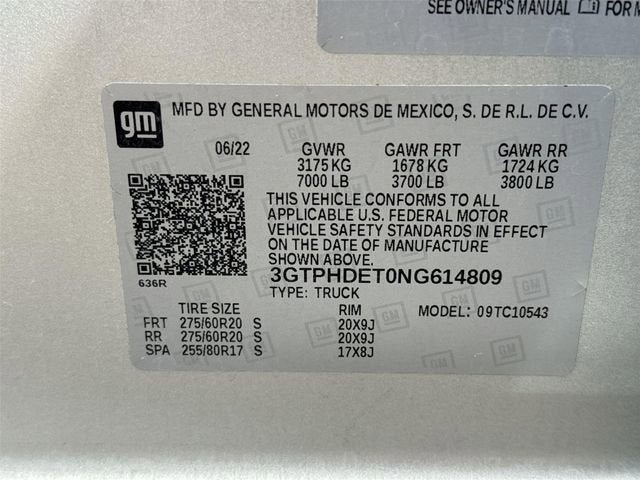 SEE OWNER'S MANUAL FOR
gm MFD BY GENERAL MOTORS DE MEXICO, S. DE R.L. DE C.V.
06/22 GVWR GAWR FRT GAWR RR
3175 KG 1678 KG 1724 KG
7000 LB 3700 LB 3800 LB
THIS VEHICLE CONFORMS TO ALL
APPLICABLE U.S. FEDERAL MOTOR
VEHICLE SAFETY STANDARDS IN EFFECT
ON THE DATE OF MANUFACTURE
SHOWN ABOVE.
3GTPHDET0NG614809
636R
TYPE: TRUCK
TIRE SIZE RIM MODEL: 09TC10543
FRT 275/60R20 S 20X9J
RR 275/60R20 S 20X9J
SPA 255/80R17 S 17X8J